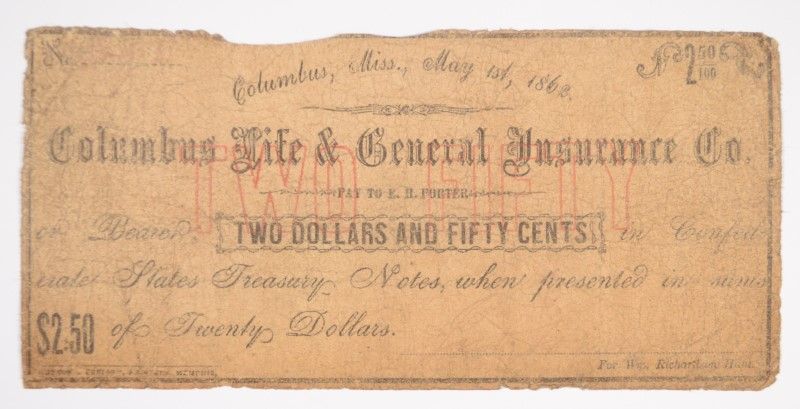 No.
2 50/100
Columbus, Miss., May 1st, 1862
Columbus Life & General Insurance Co.
TWO FIFTY
PAY TO E. H. PORTER
or Bearer, TWO DOLLARS AND FIFTY CENTS, in Confed-
erate States Treasury Notes, when presented in sums
$2.50 of Twenty Dollars.
For Wm. Richardson Hunt.
MEMPHIS.